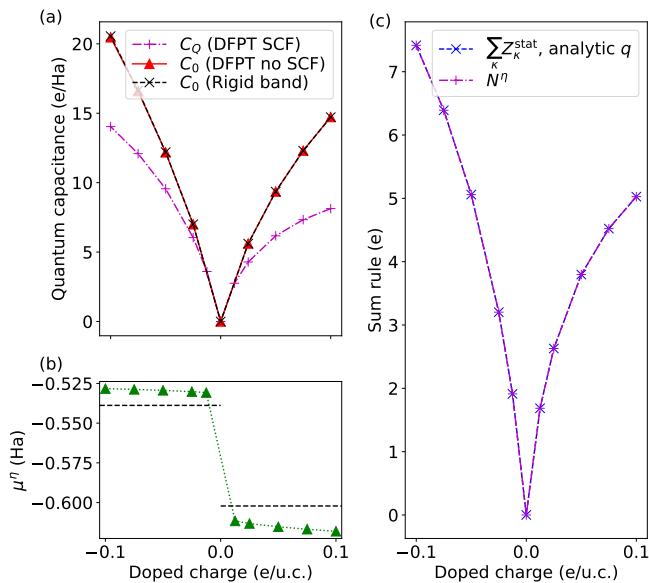 (a)
20
15
10
5
0
Quantum capacitance (e/Ha)
C_Q (DFPT SCF)
C_0 (DFPT no SCF)
C_0 (Rigid band)
(b)
−0.525
−0.550
−0.575
−0.600
μ^η (Ha)
−0.1
0.0
0.1
Doped charge (e/u.c.)
(c)
7
6
5
4
3
2
1
0
Sum rule (e)
∑_κ Z_κ^stat, analytic q
N^η
−0.1
0.0
0.1
Doped charge (e/u.c.)